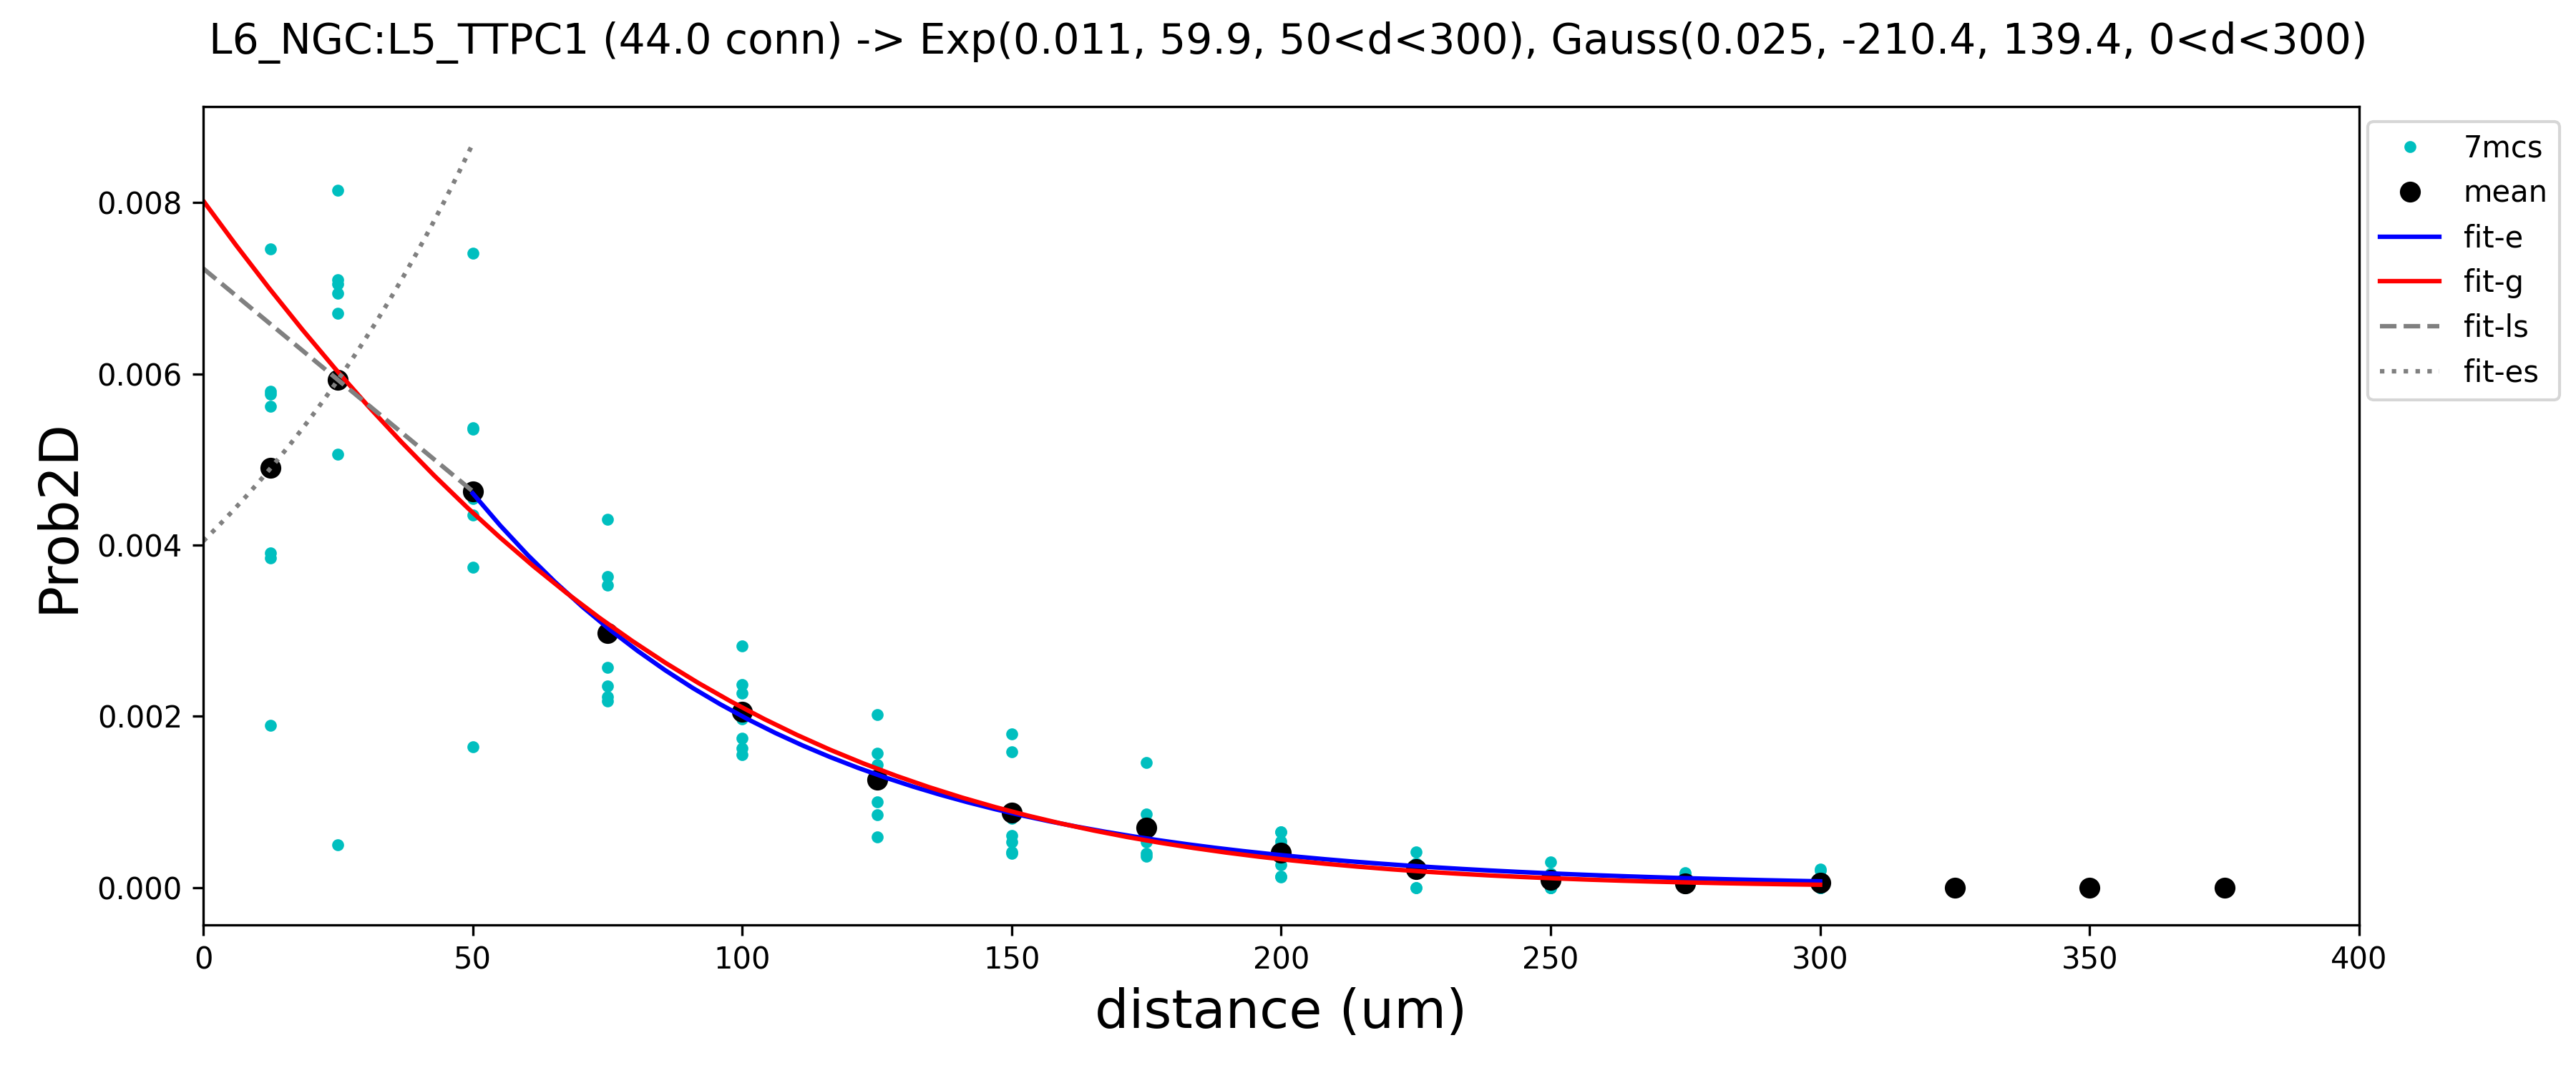 L6_NGC:L5_TTPC1 (44.0 conn) -> Exp(0.011, 59.9, 50<d<300), Gauss(0.025, -210.4, 139.4, 0<d<300)
7mcs
mean
fit-e
fit-g
fit-ls
fit-es
Prob2D
0.008
0.006
0.004
0.002
0.000
0 50 100 150 200 250 300 350 400
distance (um)